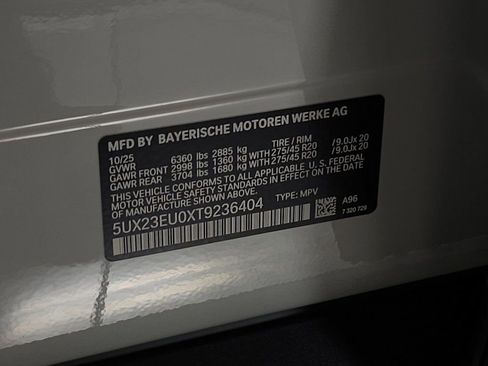 MFD BY BAYERISCHE MOTOREN WERKE AG
10/25 TIRE / RIM
GVWR 6360 lbs 2885 kg
GAWR FRONT 2998 lbs 1360 kg WITH 275/45 R20 / 9.0Jx 20
GAWR REAR 3704 lbs 1680 kg WITH 275/45 R20 / 9.0Jx 20
THIS VEHICLE CONFORMS TO ALL APPLICABLE U. S. FEDERAL
MOTOR VEHICLE SAFETY STANDARDS IN EFFECT ON THE DATE
OF MANUFACTURE SHOWN ABOVE.
5UX23EU0XT9236404 TYPE: MPV
A96
7 320 729